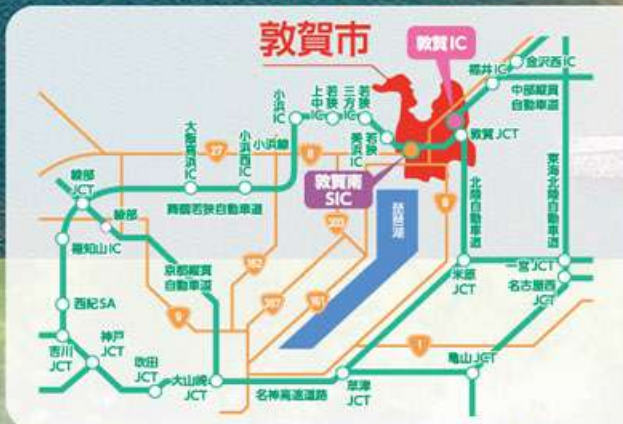 敦賀市
敦賀IC
金沢西IC
福井IC
中部縦貫
自動車道
小浜IC
若狭
上中IC
若狭
三方IC
若狭
美浜IC
敦賀JCT
敦賀南
SIC
大飯高浜IC
小浜西IC
小浜線
27
8
舞鶴若狭自動車道
綾部
JCT
綾部
福知山IC
京都縦貫
自動車道
西紀SA
吉川
JCT
神戸
JCT
吹田
JCT
大山崎
JCT
名神高速道路
草津
JCT
亀山JCT
米原
JCT
一宮JCT
名古屋西
JCT
北陸自動車道
東海北陸自動車道
琵琶湖
303
162
367
161
9
8
1